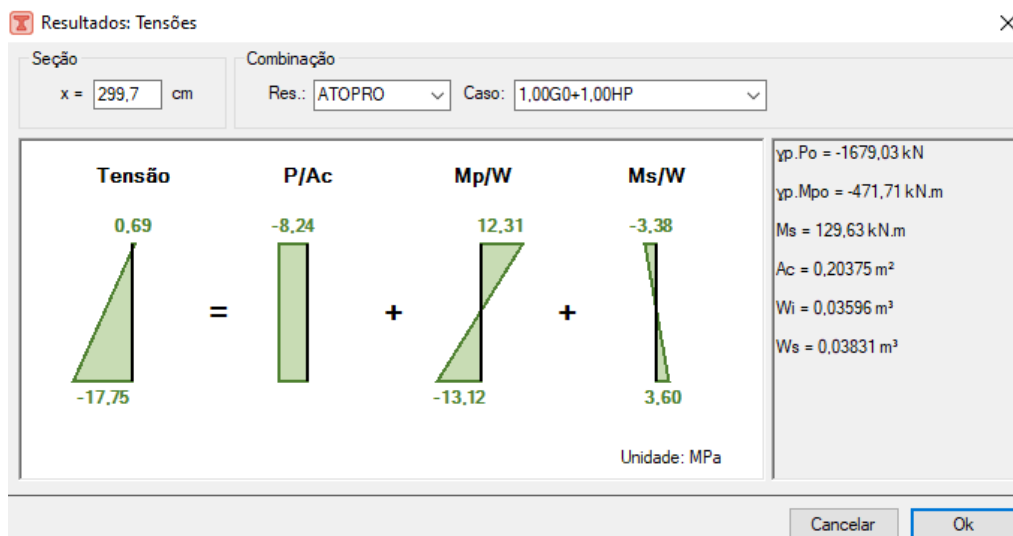 Resultados: Tensões
Seção
x = 299,7 cm
Combinação
Res.: ATOPRO Caso: 1,00G0+1,00HP
Tensão P/Ac Mp/W Ms/W
0,69 -8,24 12,31 -3,38
= + +
-17,75 -13,12 3,60
Unidade: MPa
γp.Po = -1679,03 kN
γp.Mpo = -471,71 kN.m
Ms = 129,63 kN.m
Ac = 0,20375 m²
Wi = 0,03596 m³
Ws = 0,03831 m³
Cancelar Ok